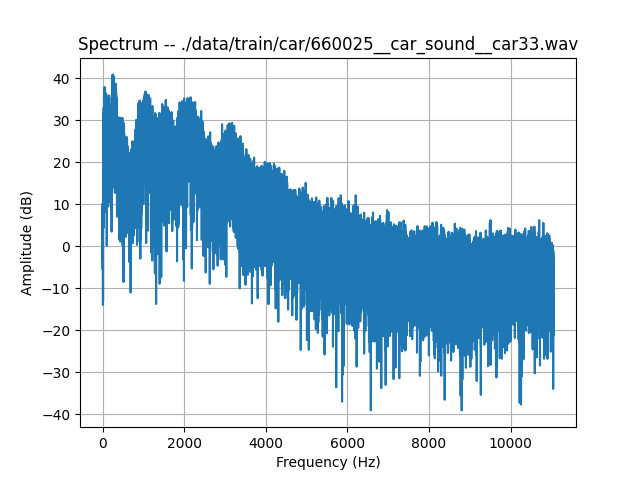 Spectrum -- ./data/train/car/660025__car_sound__car33.wav
40
30
20
10
0
−10
−20
−30
−40
Amplitude (dB)
0 2000 4000 6000 8000 10000
Frequency (Hz)